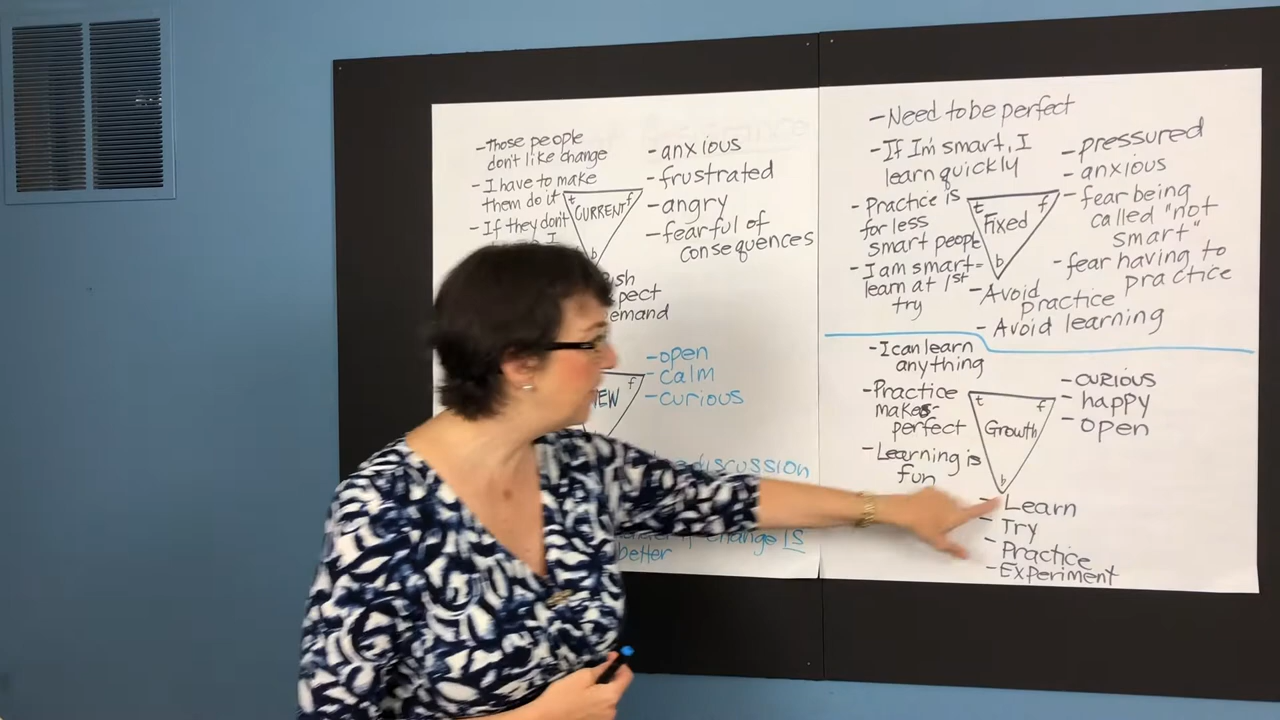 -Those people
don't like change
-I have to make
them do it
-If they don't
I
t
CURRENT
f
b
-anxious
-frustrated
-angry
-fearful of
consequences
emand
NEW
f
-open
-calm
-curious
discussion
change IS
better
-Need to be perfect
-If I'm smart, I
learn quickly
-Practice is
for less
smart people
-I am smart=
learn at 1st
try
t
Fixed
f
b
-pressured
-anxious
-fear being
called "not
smart"
-fear having to
practice
-Avoid
practice
-Avoid learning
-I can learn
anything
-Practice
makes
perfect
-Learning is
fun
t
Growth
f
b
-curious
-happy
-open
-Learn
-Try
-Practice
-Experiment